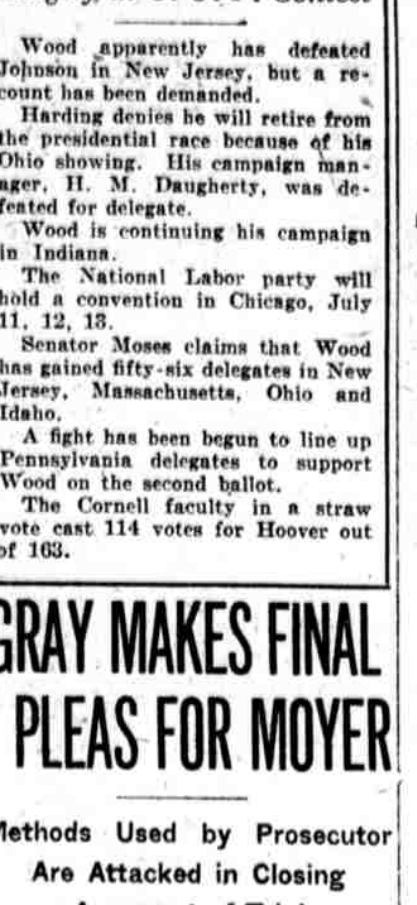 Wood apparently has defeated
Johnson in New Jersey, but a re-
count has been demanded.
Harding denies he will retire from
the presidential race because of his
Ohio showing. His campaign man-
ager, H. M. Daugherty, was de-
feated for delegate.
Wood is continuing his campaign
in Indiana.
The National Labor party will
hold a convention in Chicago, July
11, 12, 13.
Senator Moses claims that Wood
has gained fifty-six delegates in New
Jersey, Massachusetts, Ohio and
Idaho.
A fight has been begun to line up
Pennsylvania delegates to support
Wood on the second ballot.
The Cornell faculty in a straw
vote cast 114 votes for Hoover out
of 163.
GRAY MAKES FINAL
PLEAS FOR MOYER
Methods Used by Prosecutor
Are Attacked in Closing